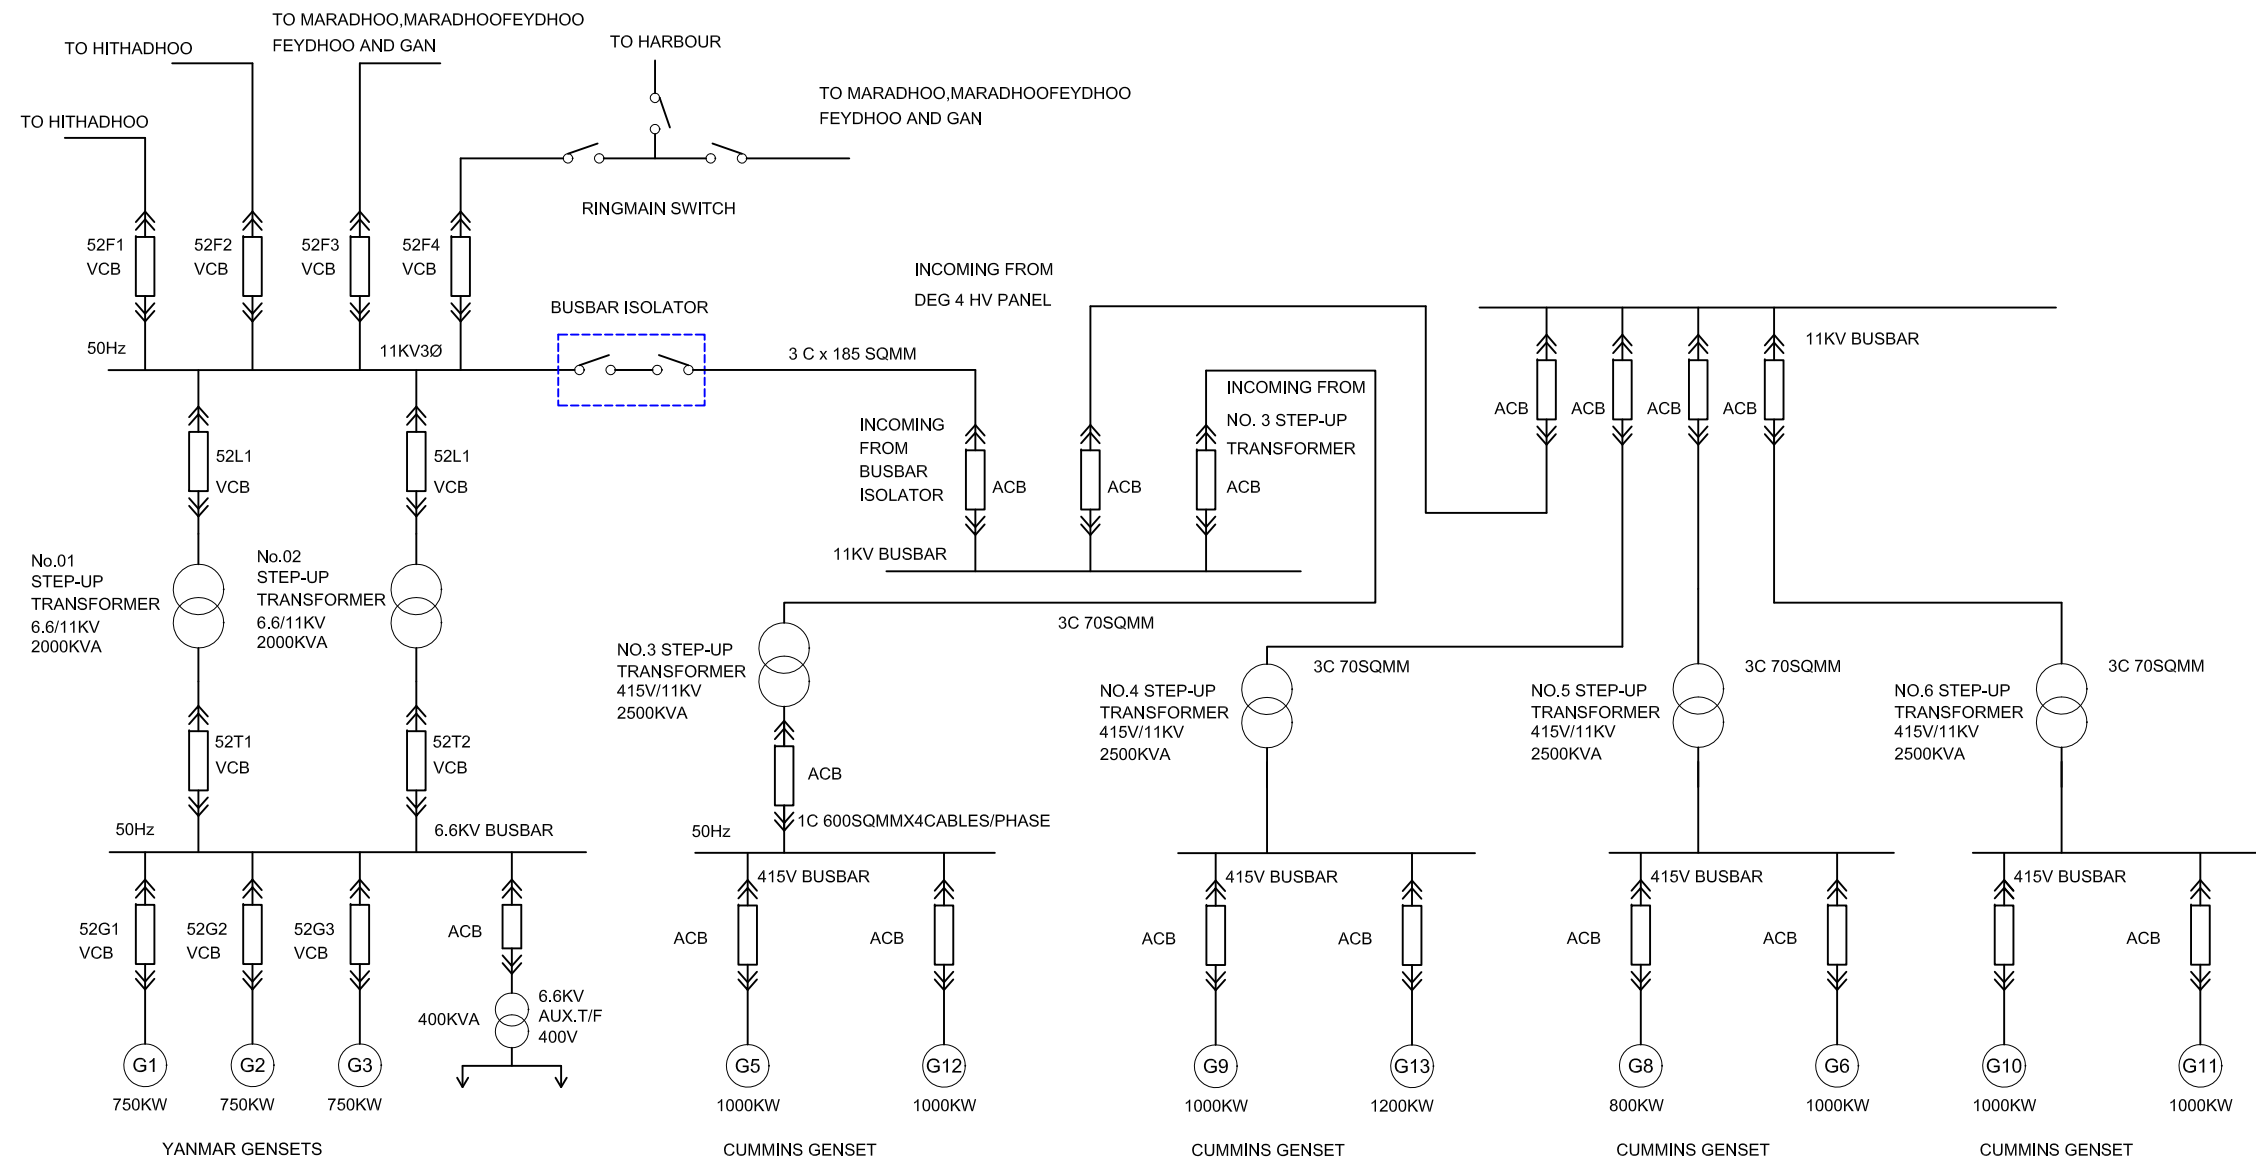 TO MARADHOO,MARADHOOFEYDHOO
FEYDHOO AND GAN
TO HITHADHOO
TO HARBOUR
TO MARADHOO,MARADHOOFEYDHOO
FEYDHOO AND GAN
TO HITHADHOO
RINGMAIN SWITCH
52F1
VCB
52F2
VCB
52F3
VCB
52F4
VCB
INCOMING FROM
DEG 4 HV PANEL
BUSBAR ISOLATOR
50Hz
11KV3Ø
3 C x 185 SQMM
11KV BUSBAR
INCOMING FROM
NO. 3 STEP-UP
TRANSFORMER
ACB
ACB
ACB
ACB
INCOMING
FROM
BUSBAR
ISOLATOR
ACB
ACB
ACB
52L1
VCB
52L1
VCB
11KV BUSBAR
No.01
STEP-UP
TRANSFORMER
6.6/11KV
2000KVA
No.02
STEP-UP
TRANSFORMER
6.6/11KV
2000KVA
3C 70SQMM
NO.3 STEP-UP
TRANSFORMER
415V/11KV
2500KVA
3C 70SQMM
NO.4 STEP-UP
TRANSFORMER
415V/11KV
2500KVA
3C 70SQMM
NO.5 STEP-UP
TRANSFORMER
415V/11KV
2500KVA
3C 70SQMM
NO.6 STEP-UP
TRANSFORMER
415V/11KV
2500KVA
52T1
VCB
52T2
VCB
ACB
1C 600SQMMX4CABLES/PHASE
50Hz
6.6KV BUSBAR
50Hz
415V BUSBAR
415V BUSBAR
415V BUSBAR
415V BUSBAR
52G1
VCB
52G2
VCB
52G3
VCB
ACB
ACB
ACB
ACB
ACB
ACB
ACB
ACB
ACB
400KVA
6.6KV
AUX.T/F
400V
G1
G2
G3
G5
G12
G9
G13
G8
G6
G10
G11
750KW
750KW
750KW
1000KW
1000KW
1000KW
1200KW
800KW
1000KW
1000KW
1000KW
YANMAR GENSETS
CUMMINS GENSET
CUMMINS GENSET
CUMMINS GENSET
CUMMINS GENSET